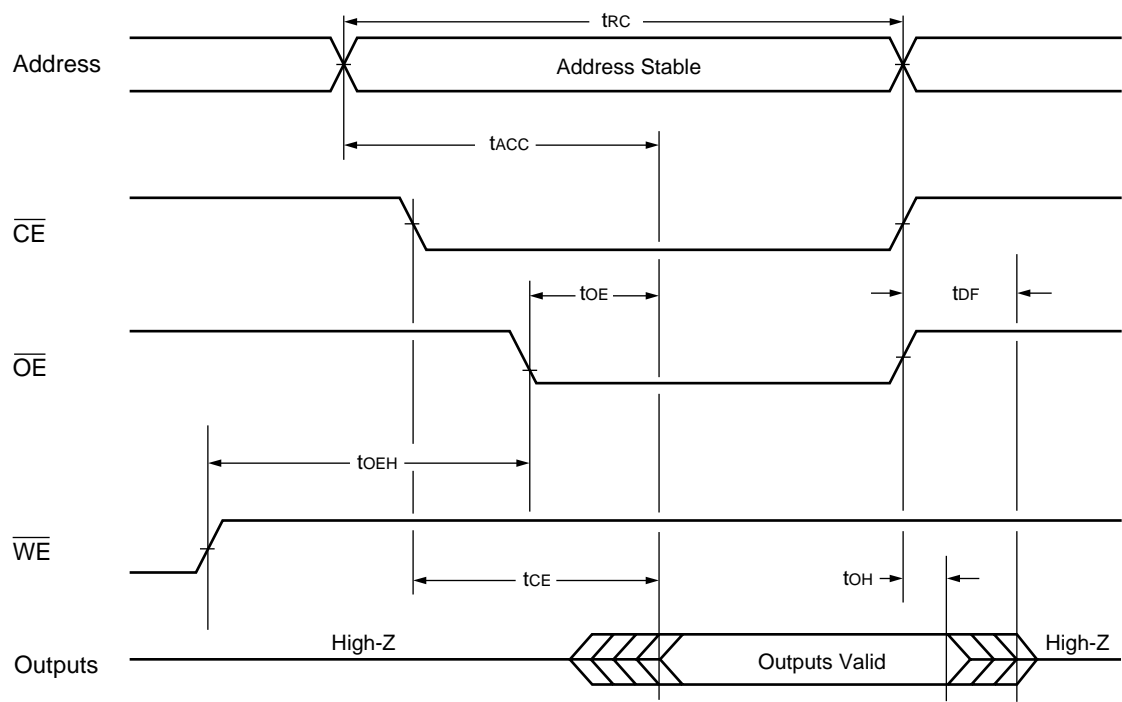 tRC
Address
Address Stable
tACC
CE
tOE
tDF
OE
tOEH
WE
tCE
tOH
High-Z
High-Z
Outputs
Outputs Valid